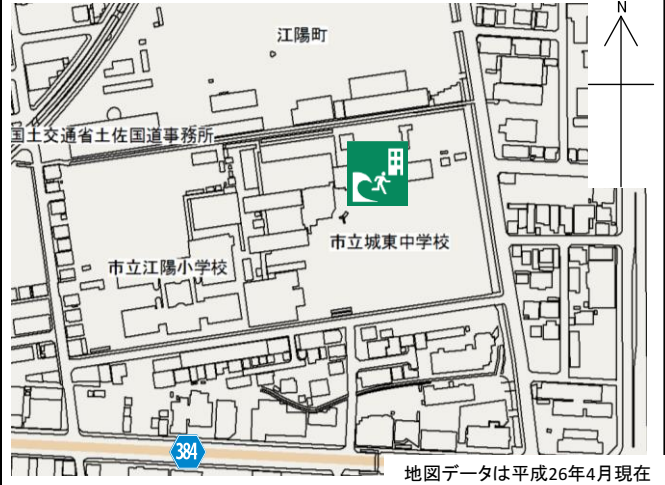 N
江陽町
国土交通省土佐国道事務所
市立城東中学校
市立江陽小学校
384
地図データは平成26年4月現在